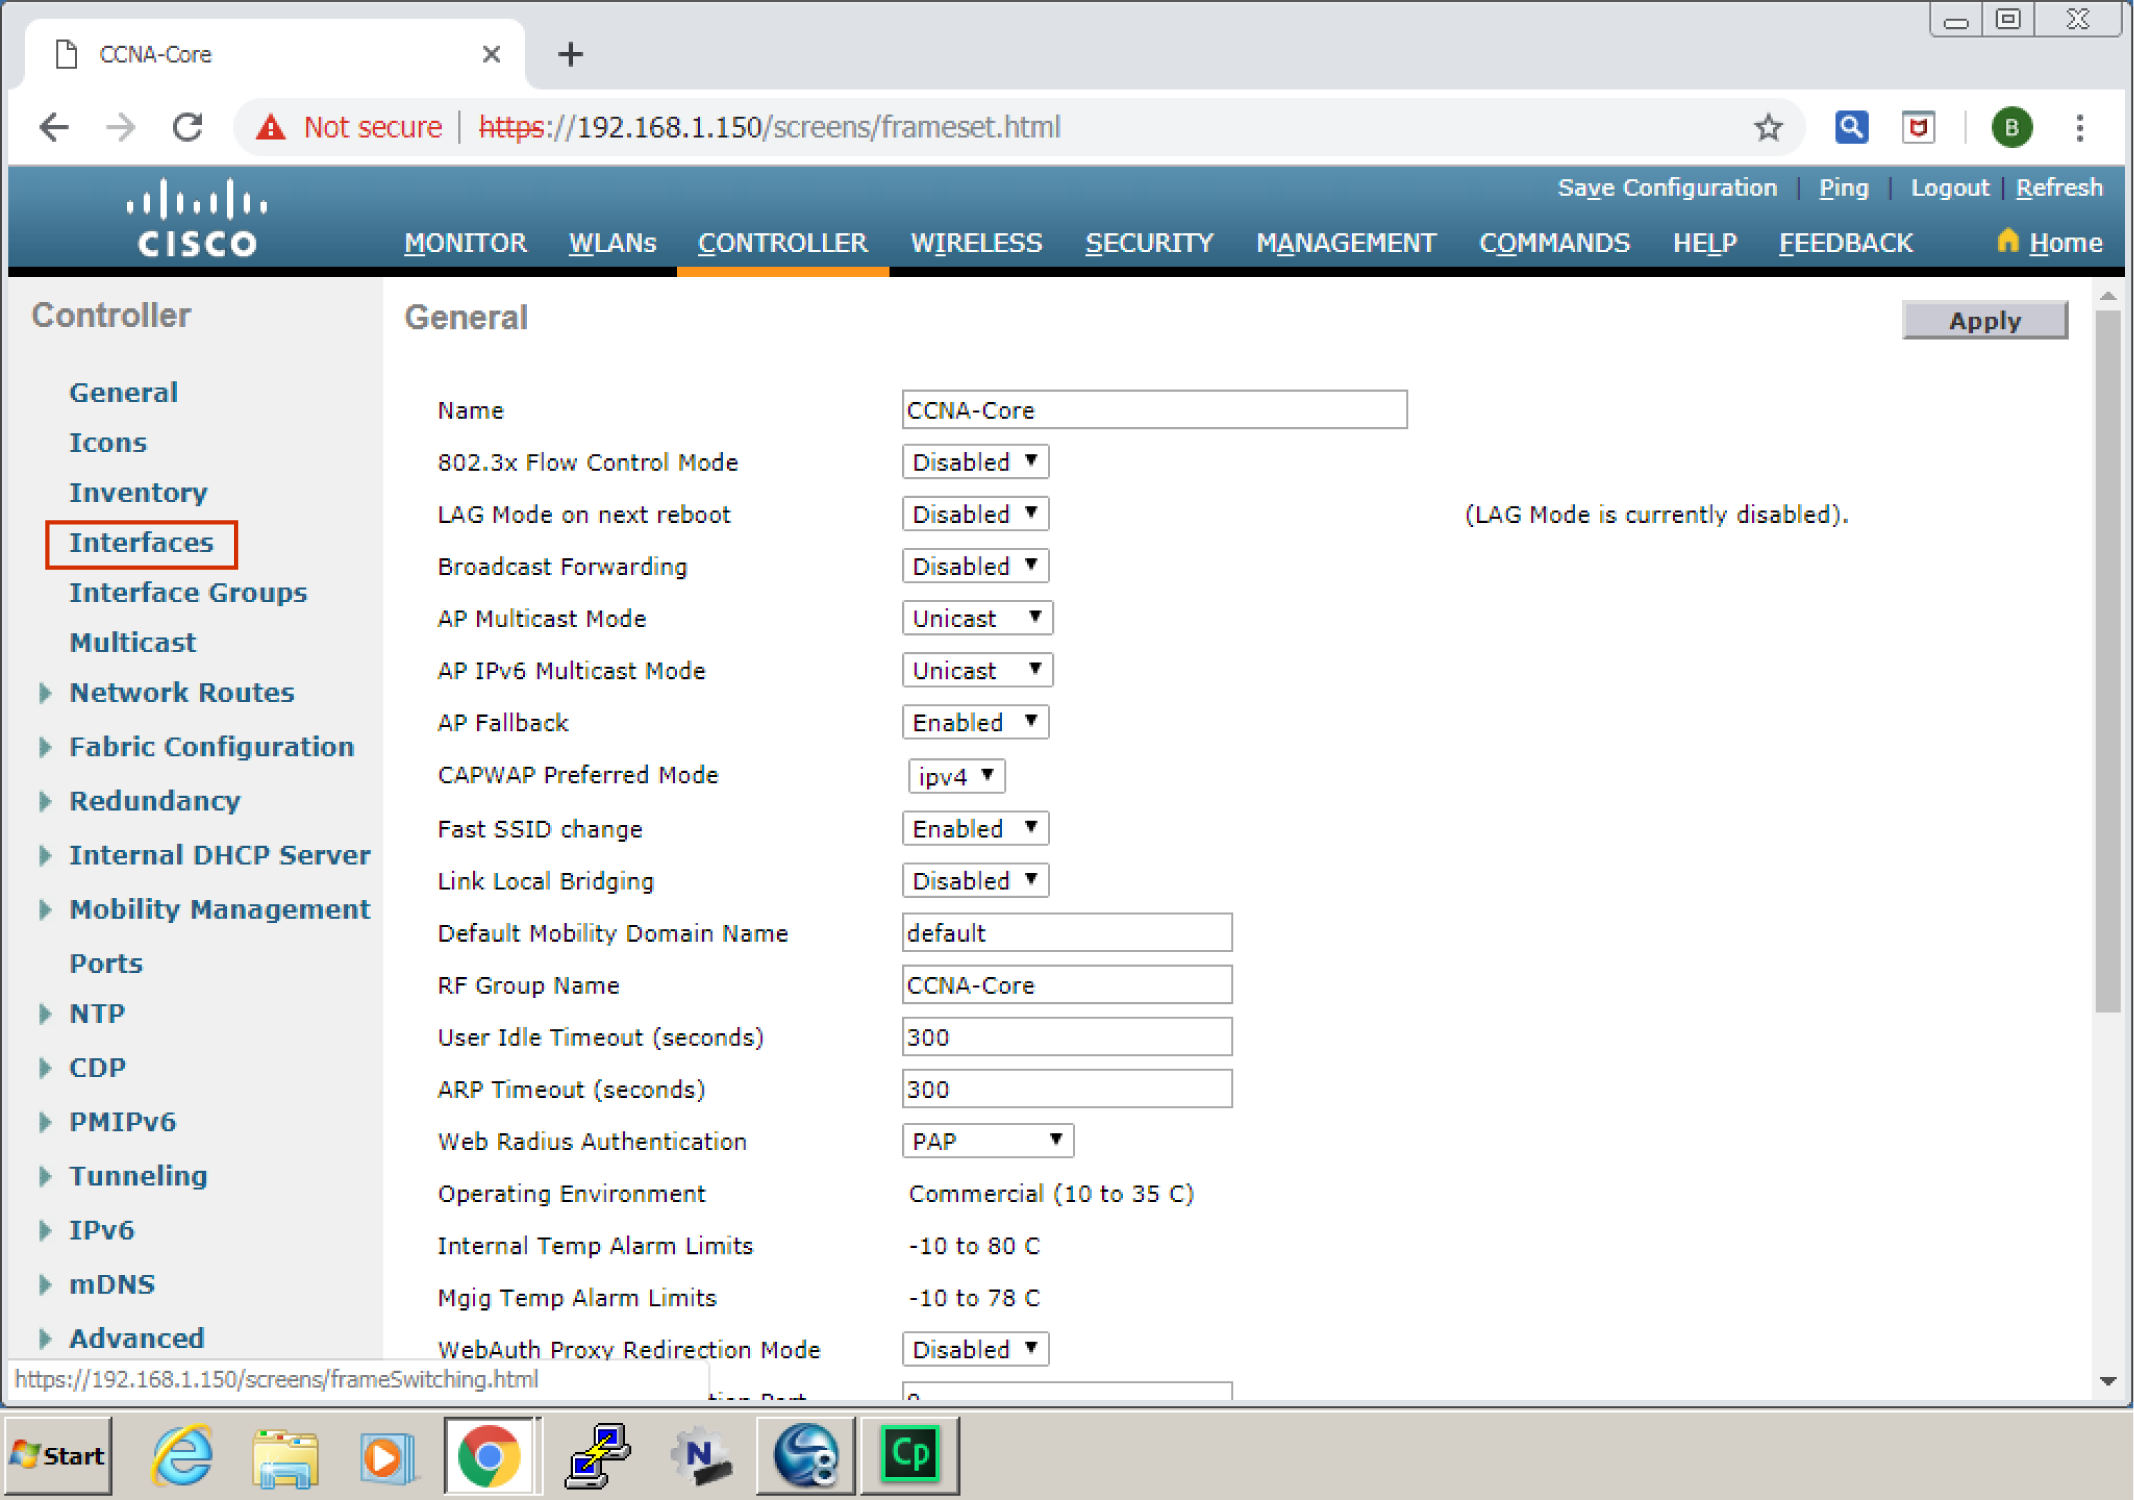 CCNA-Core
Not secure | https://192.168.1.150/screens/frameset.html
B
Save Configuration | Ping | Logout | Refresh
CISCO
MONITOR WLANs CONTROLLER WIRELESS SECURITY MANAGEMENT COMMANDS HELP FEEDBACK Home
Controller
General
Icons
Inventory
Interfaces
Interface Groups
Multicast
Network Routes
Fabric Configuration
Redundancy
Internal DHCP Server
Mobility Management
Ports
NTP
CDP
PMIPv6
Tunneling
IPv6
mDNS
Advanced
General
Apply
Name CCNA-Core
802.3x Flow Control Mode Disabled
LAG Mode on next reboot Disabled (LAG Mode is currently disabled).
Broadcast Forwarding Disabled
AP Multicast Mode Unicast
AP IPv6 Multicast Mode Unicast
AP Fallback Enabled
CAPWAP Preferred Mode ipv4
Fast SSID change Enabled
Link Local Bridging Disabled
Default Mobility Domain Name default
RF Group Name CCNA-Core
User Idle Timeout (seconds) 300
ARP Timeout (seconds) 300
Web Radius Authentication PAP
Operating Environment Commercial (10 to 35 C)
Internal Temp Alarm Limits -10 to 80 C
Mgig Temp Alarm Limits -10 to 78 C
WebAuth Proxy Redirection Mode Disabled
https://192.168.1.150/screens/frameSwitching.html
Start
N
8
Cp